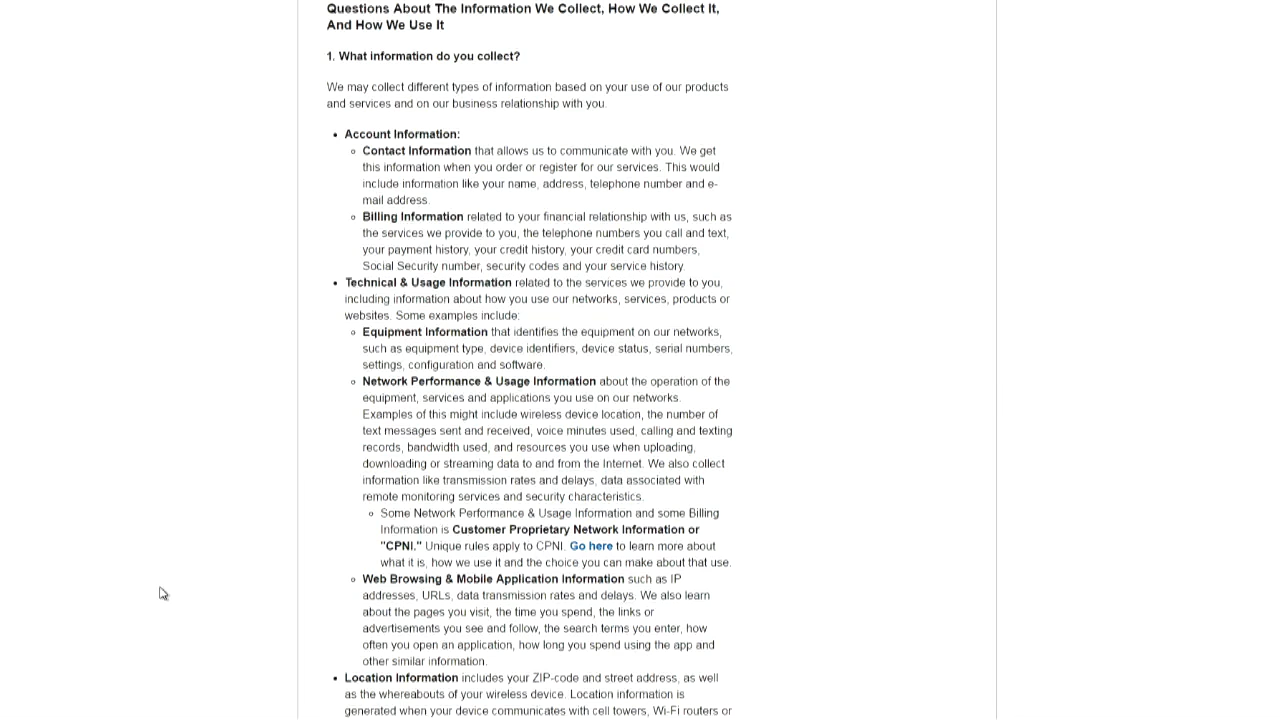 Questions About The Information We Collect, How We Collect It,
And How We Use It
1. What information do you collect?
We may collect different types of information based on your use of our products
and services and on our business relationship with you.
• Account Information:
◦ Contact Information that allows us to communicate with you. We get
this information when you order or register for our services. This would
include information like your name, address, telephone number and e-
mail address.
◦ Billing Information related to your financial relationship with us, such as
the services we provide to you, the telephone numbers you call and text,
your payment history, your credit history, your credit card numbers,
Social Security number, security codes and your service history.
• Technical & Usage Information related to the services we provide to you,
including information about how you use our networks, services, products or
websites. Some examples include:
◦ Equipment Information that identifies the equipment on our networks,
such as equipment type, device identifiers, device status, serial numbers,
settings, configuration and software.
◦ Network Performance & Usage Information about the operation of the
equipment, services and applications you use on our networks.
Examples of this might include wireless device location, the number of
text messages sent and received, voice minutes used, calling and texting
records, bandwidth used, and resources you use when uploading,
downloading or streaming data to and from the Internet. We also collect
information like transmission rates and delays, data associated with
remote monitoring services and security characteristics.
◦ Some Network Performance & Usage Information and some Billing
Information is Customer Proprietary Network Information or
"CPNI." Unique rules apply to CPNI. Go here to learn more about
what it is, how we use it and the choice you can make about that use.
◦ Web Browsing & Mobile Application Information such as IP
addresses, URLs, data transmission rates and delays. We also learn
about the pages you visit, the time you spend, the links or
advertisements you see and follow, the search terms you enter, how
often you open an application, how long you spend using the app and
other similar information.
• Location Information includes your ZIP-code and street address, as well
as the whereabouts of your wireless device. Location information is
generated when your device communicates with cell towers, Wi-Fi routers or